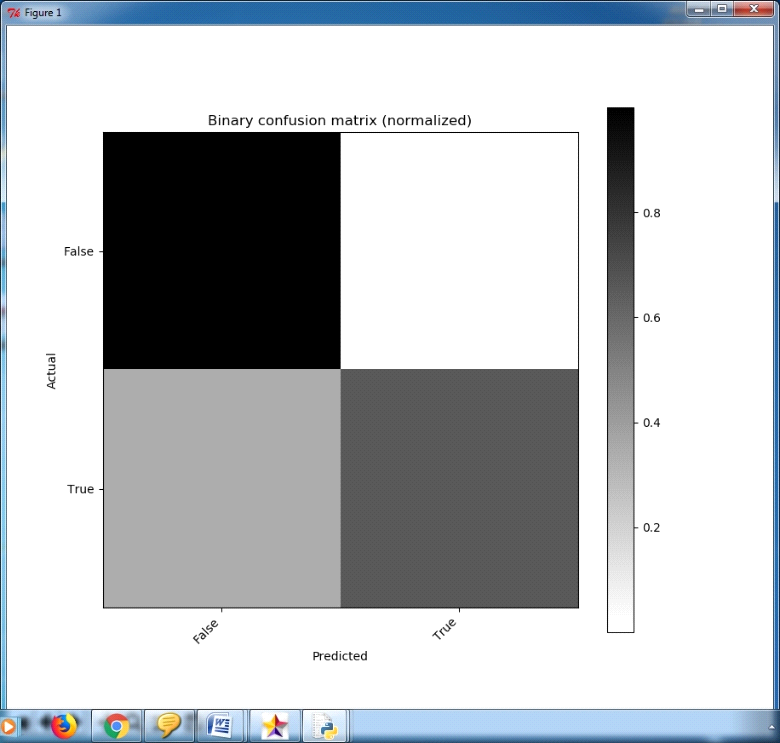 Figure 1
Binary confusion matrix (normalized)
False
True
Actual
False
True
Predicted
0.8
0.6
0.4
0.2